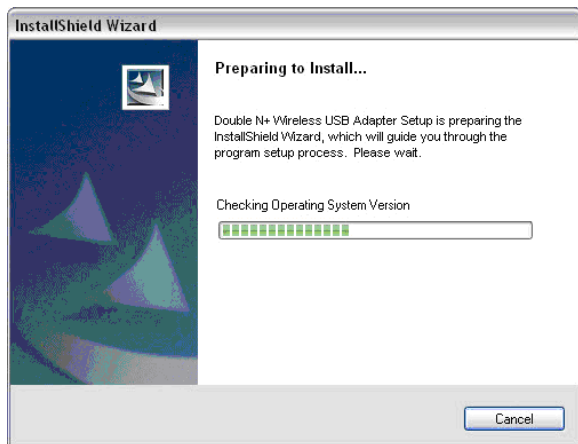 InstallShield Wizard
Preparing to Install...
Double N+ Wireless USB Adapter Setup is preparing the
InstallShield Wizard, which will guide you through the
program setup process. Please wait.
Checking Operating System Version
Cancel